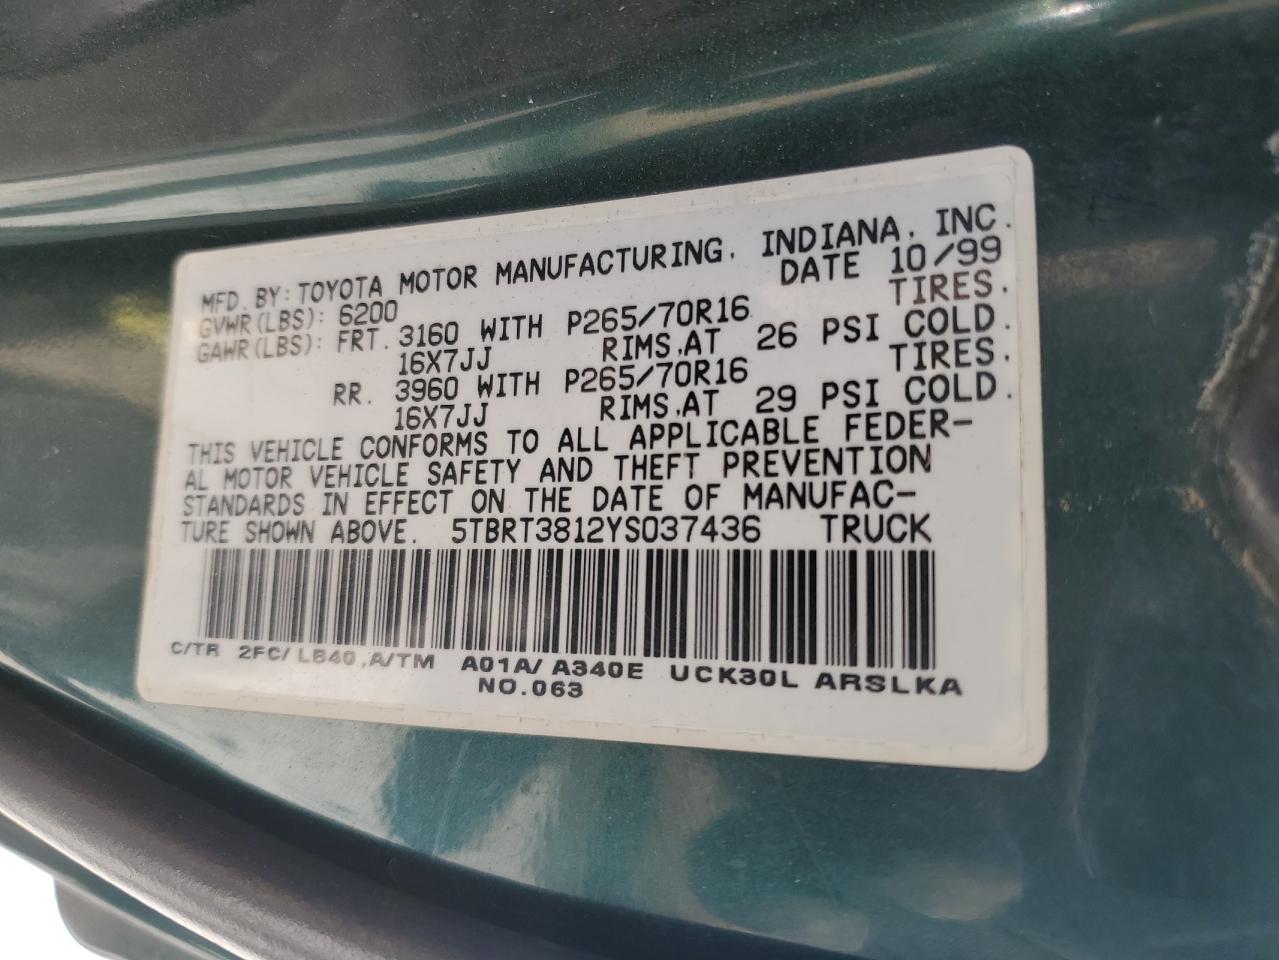 MFD. BY: TOYOTA MOTOR MANUFACTURING, INDIANA, INC.
GVWR(LBS): 6200 DATE 10/99
GAWR(LBS): FRT. 3160 WITH P265/70R16 TIRES.
16X7JJ RIMS,AT 26 PSI COLD.
RR. 3960 WITH P265/70R16 TIRES.
16X7JJ RIMS,AT 29 PSI COLD.
THIS VEHICLE CONFORMS TO ALL APPLICABLE FEDER-
AL MOTOR VEHICLE SAFETY AND THEFT PREVENTION
STANDARDS IN EFFECT ON THE DATE OF MANUFAC-
TURE SHOWN ABOVE. 5TBRT3812YS037436 TRUCK
C/TR 2FC/LB40,A/TM A01A/A340E UCK30L ARSLKA
NO.063